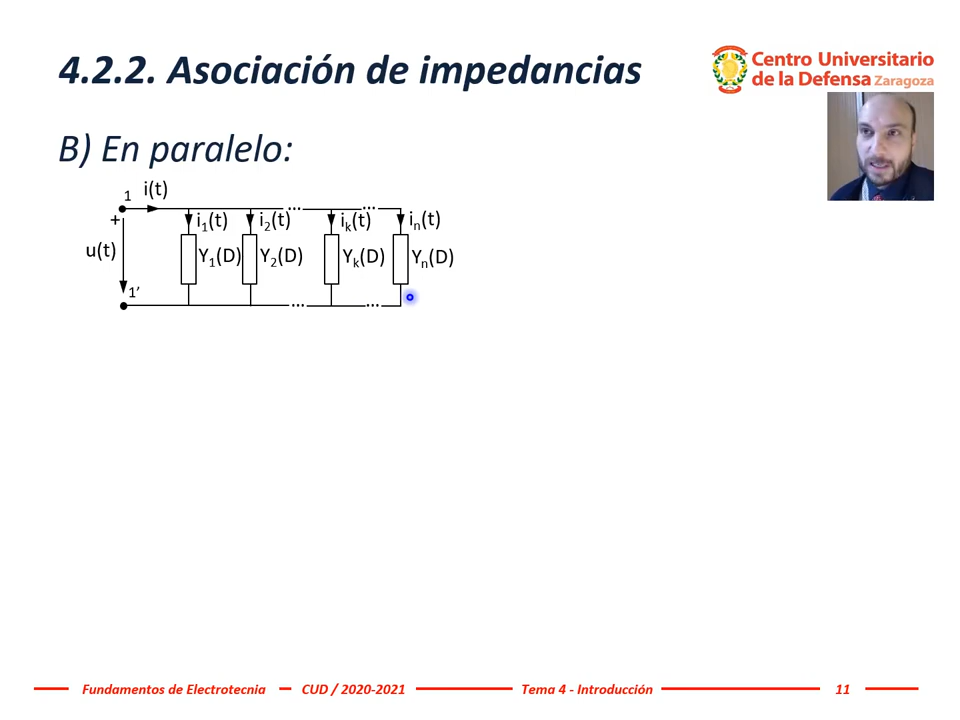 4.2.2. Asociación de impedancias
Centro Universitario
de la Defensa Zaragoza
B) En paralelo:
1 i(t)
+ i₁(t) i₂(t) ... iₖ(t) ... iₙ(t)
u(t) Y₁(D) Y₂(D) Yₖ(D) Yₙ(D)
1’
... ...
Fundamentos de Electrotecnia CUD / 2020-2021 Tema 4 - Introducción 11